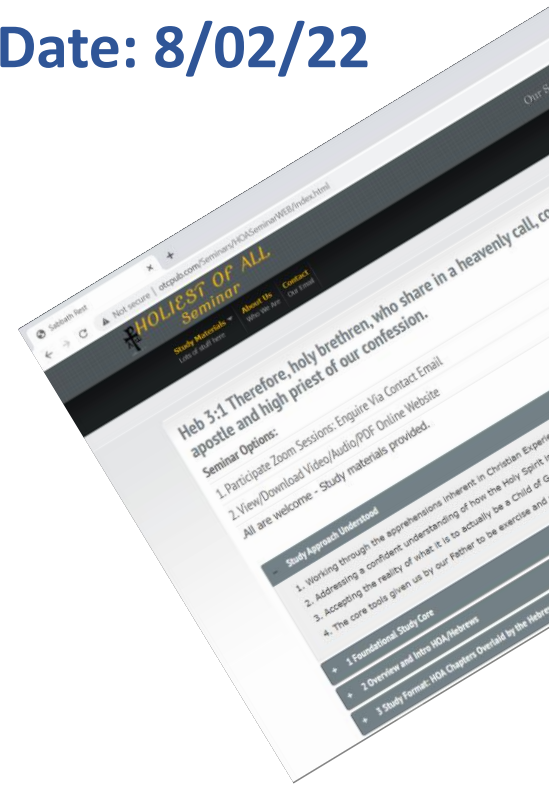 Date: 8/02/22
Our S
Sabbath Rest
Not secure | otcpub.com/Seminars/HOASeminarWEB/index.html
HOLIEST OF ALL
Seminar
Study Materials
Lots of stuff here
About Us
Who We Are
Contact
Our Email
Heb 3:1 Therefore, holy brethren, who share in a heavenly call, co
apostle and high priest of our confession.
Seminar Options:
1. Participate Zoom Sessions: Enquire Via Contact Email
2. View/Download Video/Audio/PDF Online Website
All are welcome - Study materials provided.
- Study Approach Understood
1. Working through the apprehensions inherent in Christian Experie
2. Addressing a confident understanding of how the Holy Spirit i
3. Accepting the reality of what it is to actually be a Child of G
4. The core tools given us by our Father to be exercise and
+ 1 Foundational Study Core
+ 2 Overview and Intro HOA/Hebrews
+ 3 Study Format: HOA Chapters Overlaid by the Hebre